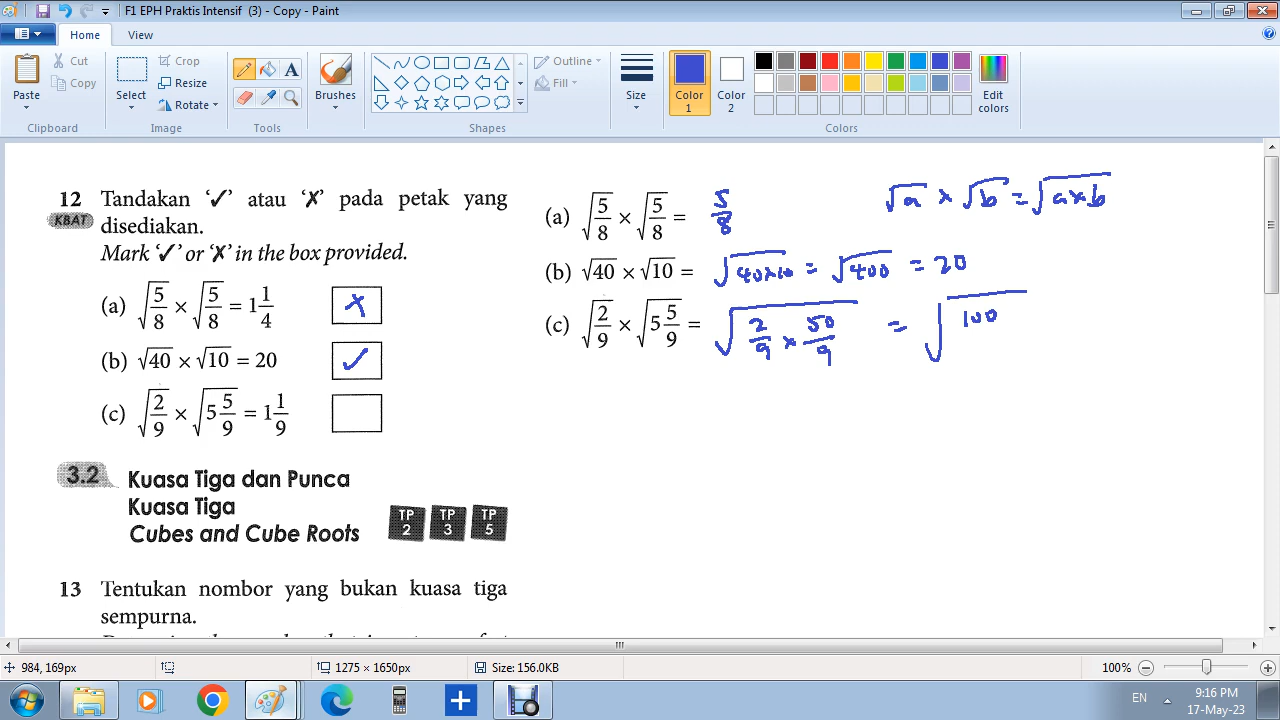 F1 EPH Praktis Intensif (3) - Copy - Paint
Home View
Paste
Cut
Copy
Clipboard
Select
Crop
Resize
Rotate
Image
Tools
Brushes
Shapes
Outline
Fill
Size
Color 1
Color 2
Edit colors
Colors
12 Tandakan ‘✓’ atau ‘✗’ pada petak yang
KBAT disediakan.
Mark ‘✓’ or ‘✗’ in the box provided.
(a) √(5/8) × √(5/8) = 1 1/4 ✗
(b) √40 × √10 = 20 ✓
(c) √(2/9) × √(5 5/9) = 1 1/9
3.2 Kuasa Tiga dan Punca
Kuasa Tiga
Cubes and Cube Roots
TP 2 TP 3 TP 5
13 Tentukan nombor yang bukan kuasa tiga
sempurna.
(a) √(5/8) × √(5/8) = 5/8
√a × √b = √(a×b)
(b) √40 × √10 = √(40×10) = √400 = 20
(c) √(2/9) × √(5 5/9) = √(2/9 × 50/9) = √100
984, 169px
1275 × 1650px
Size: 156.0KB
100%
EN
9:16 PM
17-May-23